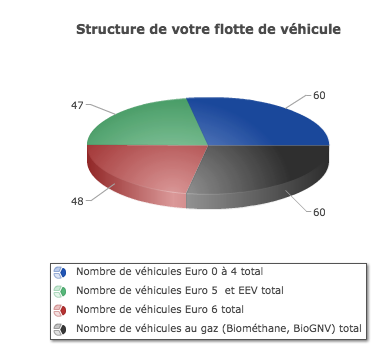 Structure de votre flotte de véhicule
47
60
48
60
Nombre de véhicules Euro 0 à 4 total
Nombre de véhicules Euro 5  et EEV total
Nombre de véhicules Euro 6 total
Nombre de véhicules au gaz (Biométhane, BioGNV) total